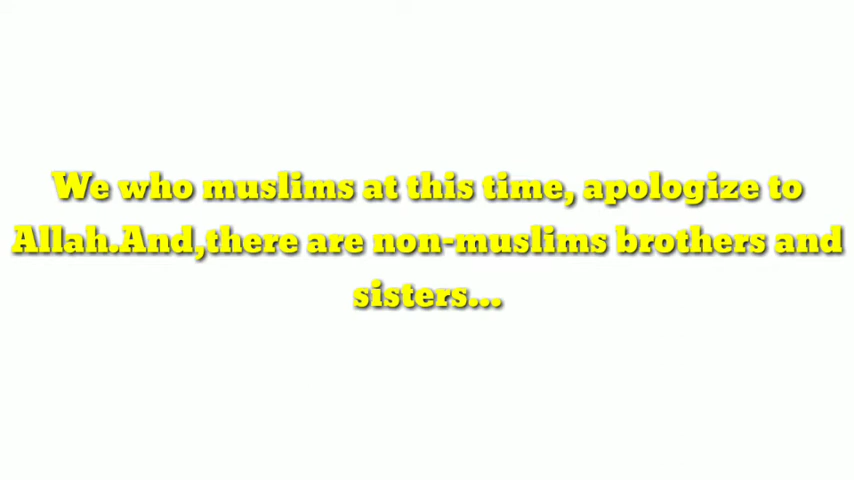 We who muslims at this time, apologize to
Allah.And,there are non-muslims brothers and
sisters...